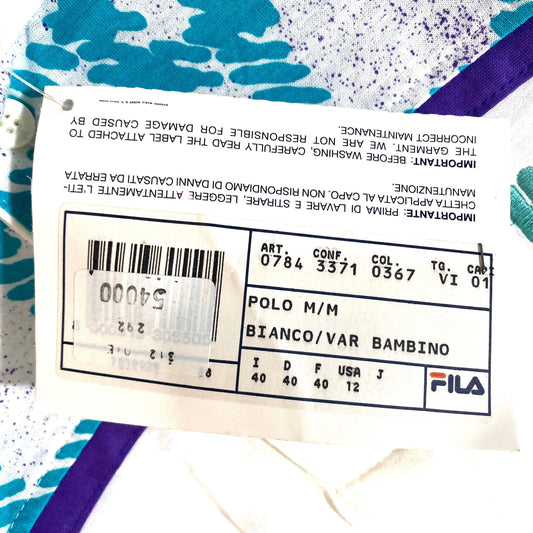 IMPORTANTE: PRIMA DI LAVARE E STIRARE, LEGGERE ATTENTAMENTE L'ETI-
CHETTA APPLICATA AL CAPO. NON RISPONDIAMO DI DANNI CAUSATI DA ERRATA
MANUTENZIONE.
IMPORTANT: BEFORE WASHING, CAREFULLY READ THE LABEL ATTACHED TO
THE GARMENT. WE ARE NOT RESPONSIBLE FOR DAMAGE CAUSED BY
INCORRECT MAINTENANCE.
ART. CONF. COL. TG. CAPI
0784 3371 0367 VI 01
POLO M/M
BIANCO/VAR BAMBINO
I D F USA J
40 40 40 12
FILA
54000
292